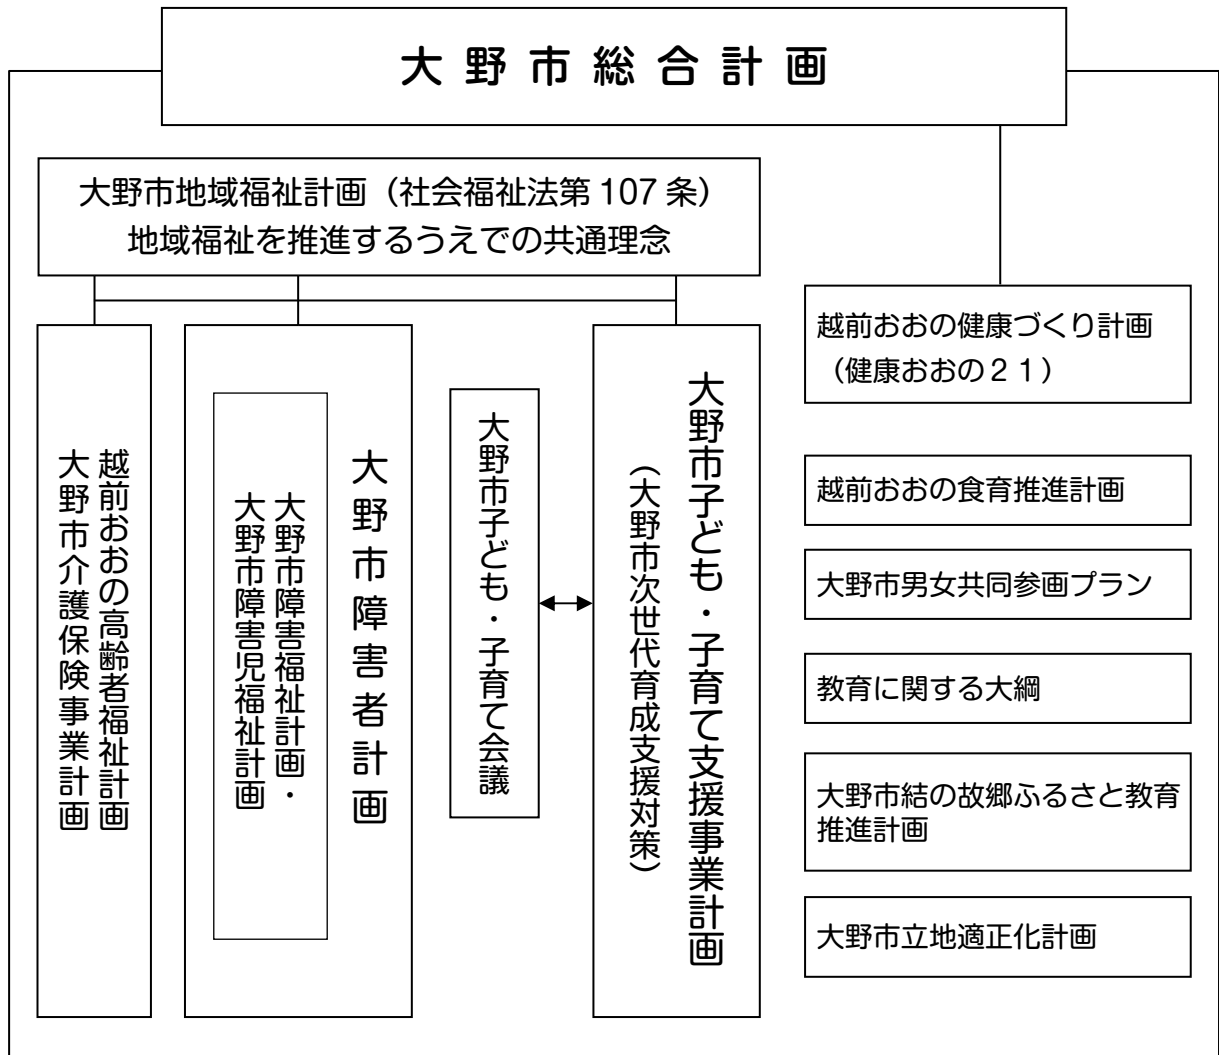 大野市総合計画
大野市地域福祉計画（社会福祉法第107条）
地域福祉を推進するうえでの共通理念
越前おおの高齢者福祉計画
大野市介護保険事業計画
大野市障害者計画
大野市障害福祉計画・
大野市障害児福祉計画
大野市子ども・子育て会議
大野市子ども・子育て支援事業計画
（大野市次世代育成支援対策）
越前おおの健康づくり計画
（健康おおの２１）
越前おおの食育推進計画
大野市男女共同参画プラン
教育に関する大綱
大野市結の故郷ふるさと教育
推進計画
大野市立地適正化計画